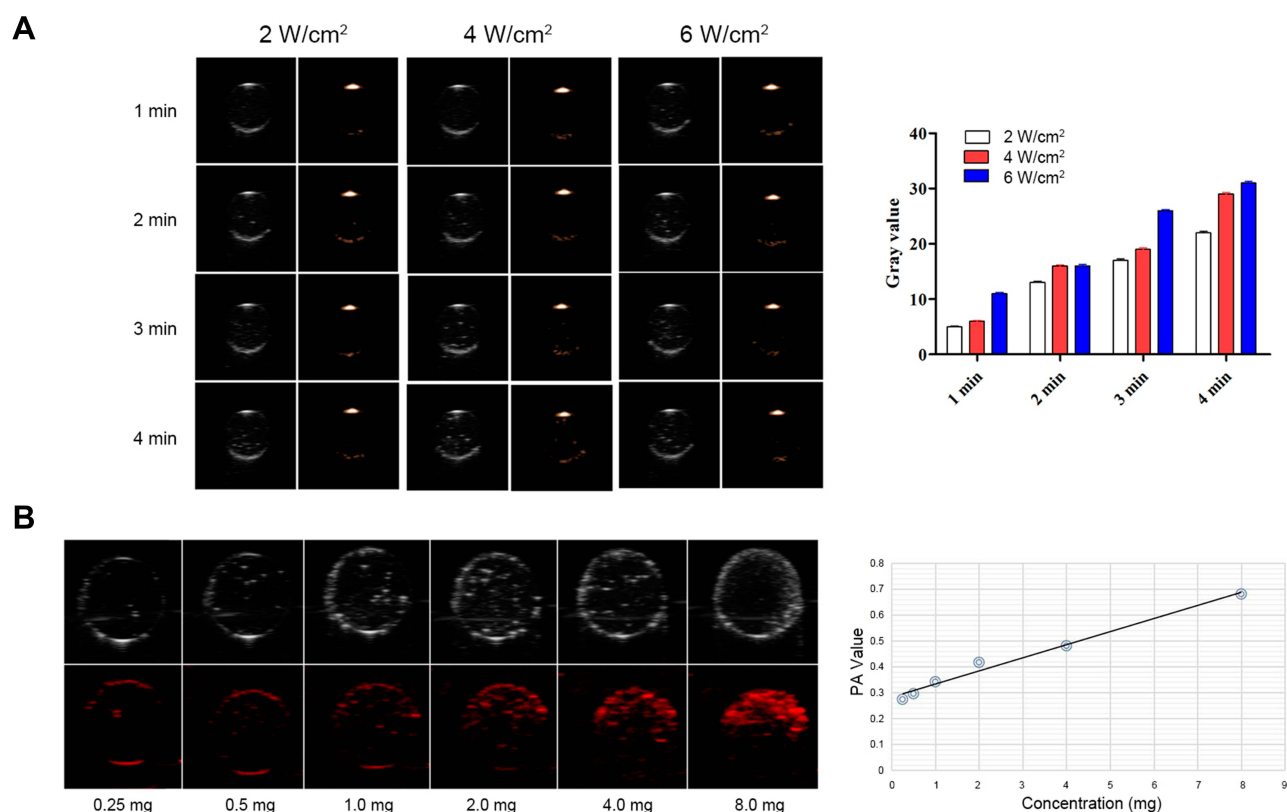 A
2 W/cm² 4 W/cm² 6 W/cm²
1 min
2 min
3 min
4 min
Gray value
40
30
20
10
0
2 W/cm²
4 W/cm²
6 W/cm²
1 min 2 min 3 min 4 min
B
0.25 mg 0.5 mg 1.0 mg 2.0 mg 4.0 mg 8.0 mg
PA Value
0.8
0.7
0.6
0.5
0.4
0.3
0.2
0.1
0
0 1 2 3 4 5 6 7 8 9
Concentration (mg)